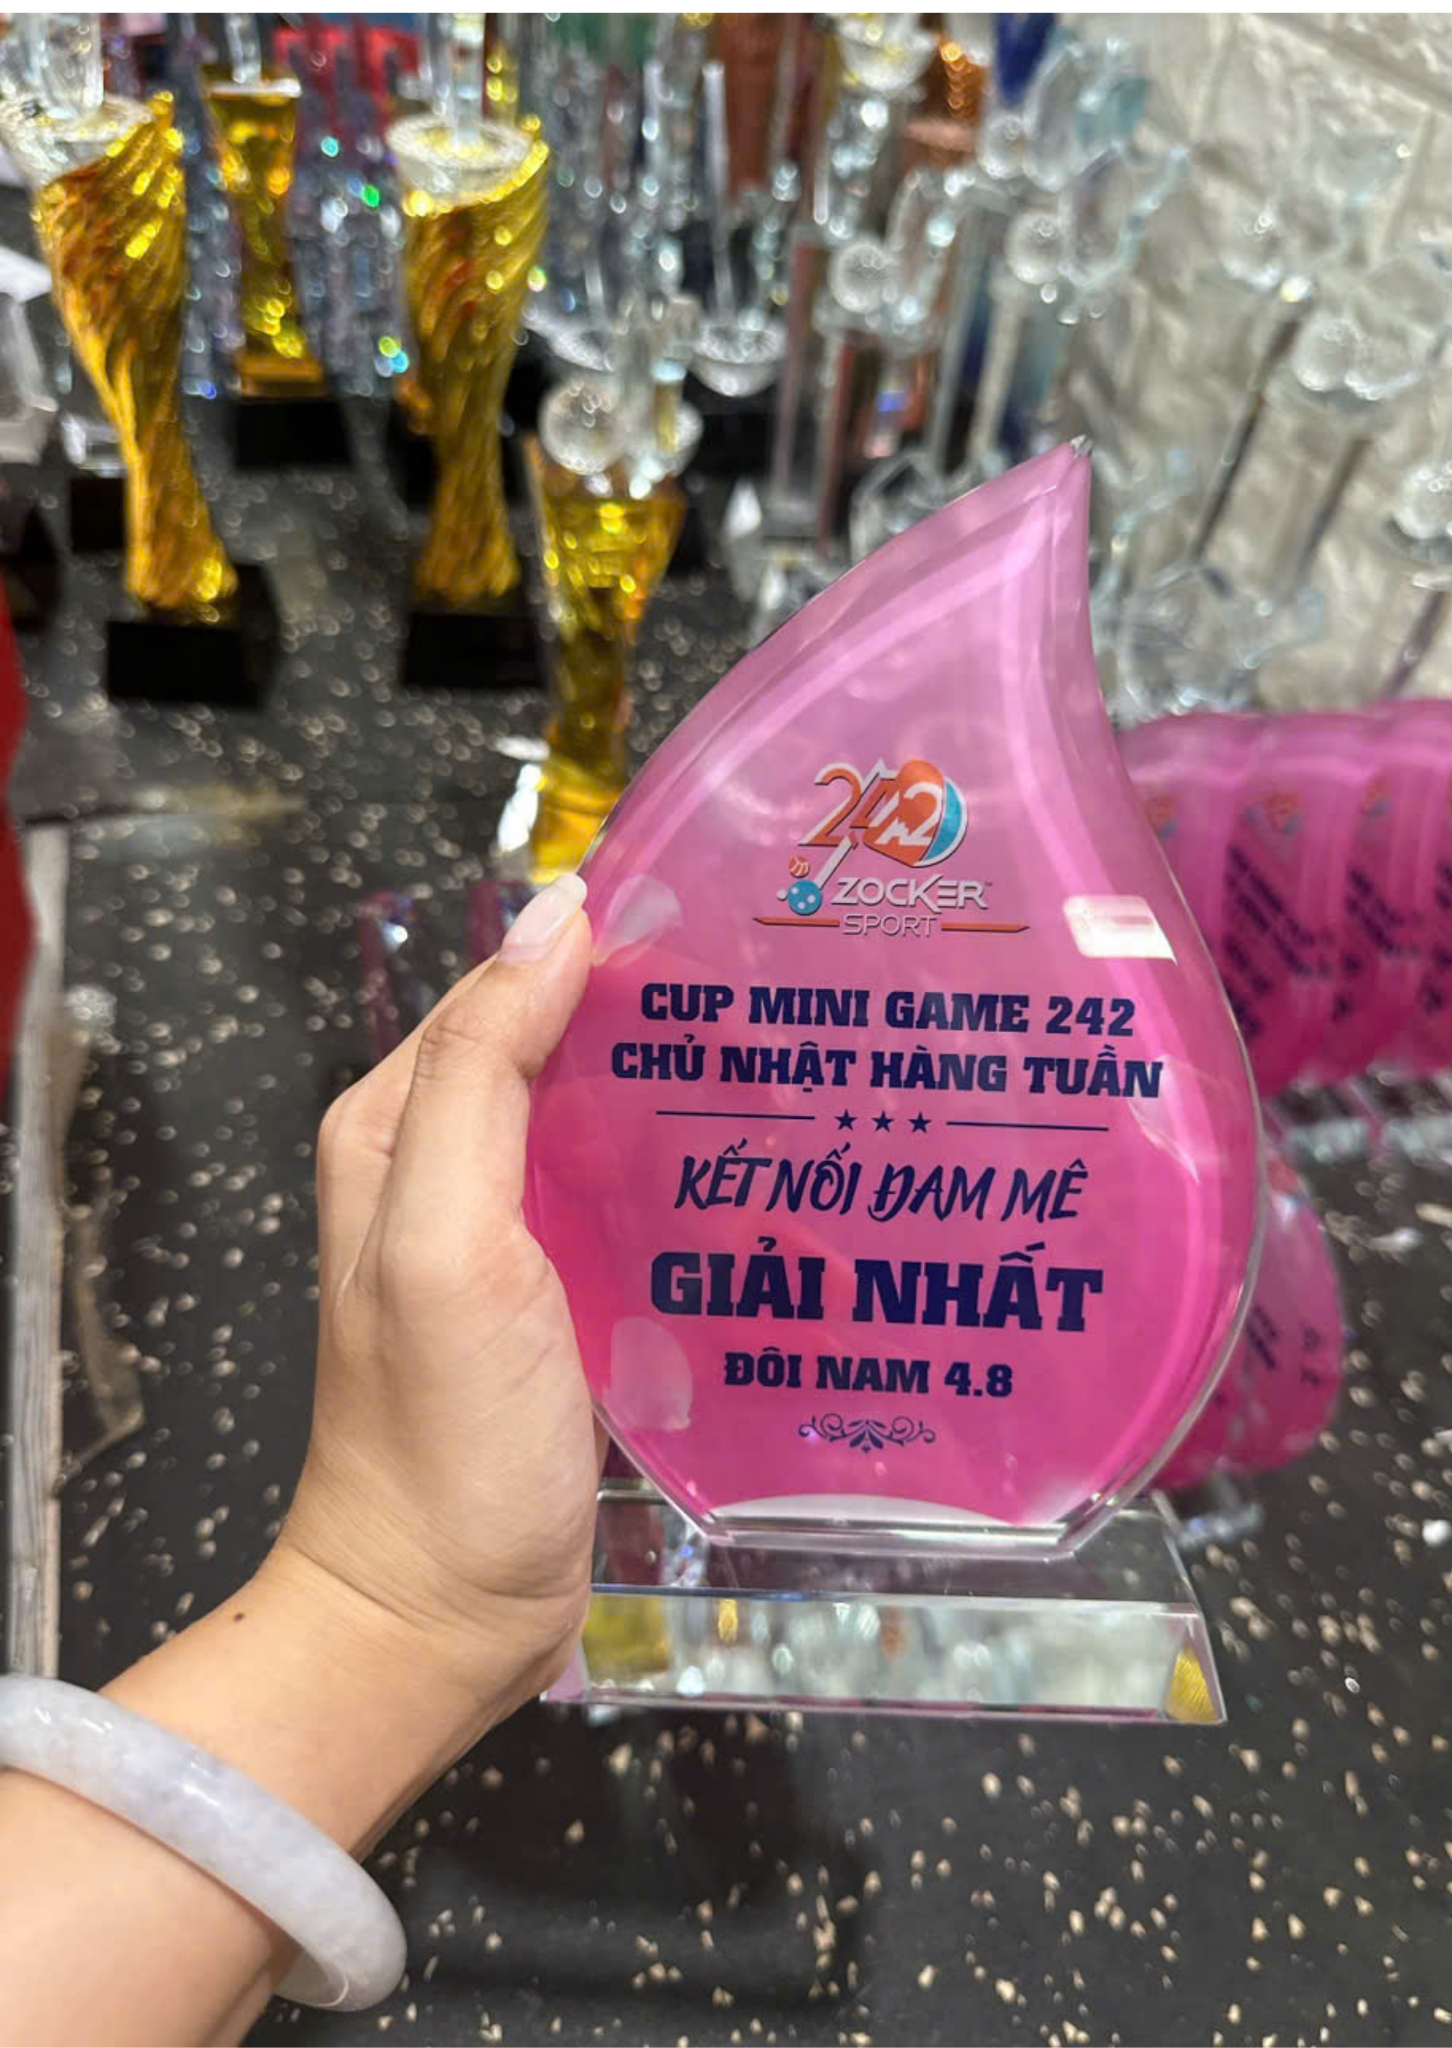 242
ZOCKER
SPORT
CUP MINI GAME 242
CHỦ NHẬT HÀNG TUẦN
KẾT NỐI ĐAM MÊ
GIẢI NHẤT
ĐÔI NAM 4.8